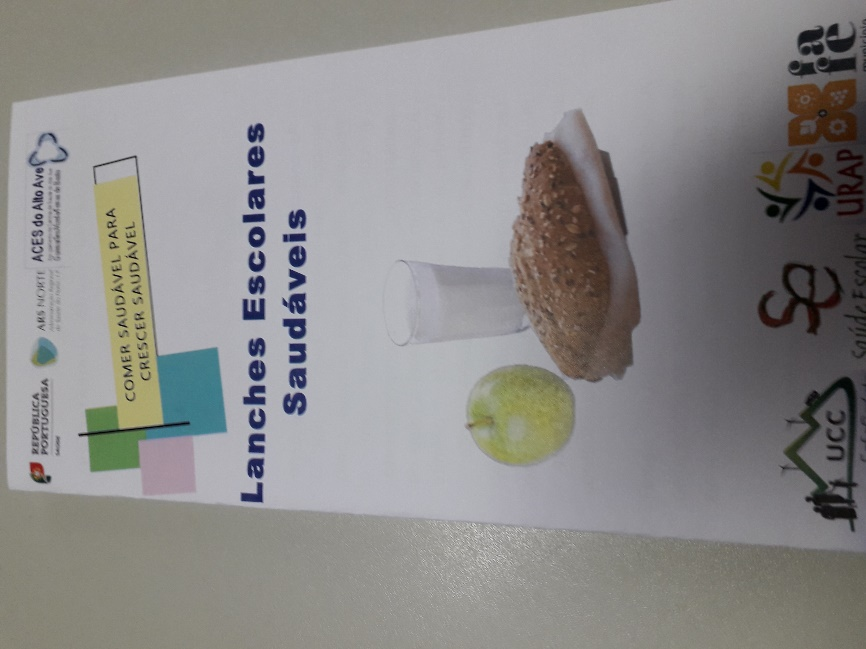 REPÚBLICA
PORTUGUESA
SAÚDE
ARS NORTE
ACES do Alto Ave
COMER SAUDÁVEL PARA
CRESCER SAUDÁVEL
Lanches Escolares
Saudáveis
UCC
Saúde Escolar
URAP